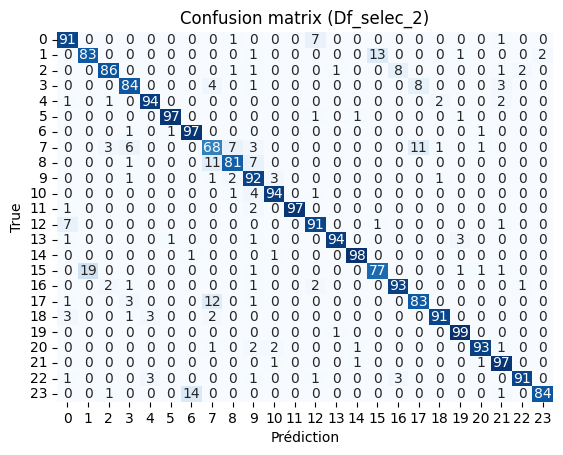 Confusion matrix (Df_selec_2)
0 91 0 0 0 0 0 0 0 1 0 0 0 7 0 0 0 0 0 0 0 0 1 0 0
1 0 83 0 0 0 0 0 0 0 1 0 0 0 0 0 13 0 0 0 1 0 0 0 2
2 0 0 86 0 0 0 0 0 1 1 0 0 0 1 0 0 8 0 0 0 0 1 2 0
3 0 0 0 84 0 0 0 4 0 1 0 0 0 0 0 0 0 8 0 0 0 3 0 0
4 1 0 1 0 94 0 0 0 0 0 0 0 0 0 0 0 0 0 2 0 0 2 0 0
5 0 0 0 0 0 97 0 0 0 0 0 0 1 0 1 0 0 0 0 1 0 0 0 0
6 0 0 0 1 0 1 97 0 0 0 0 0 0 0 0 0 0 0 0 0 1 0 0 0
7 0 0 3 6 0 0 0 68 7 3 0 0 0 0 0 0 0 11 1 0 1 0 0 0
8 0 0 0 1 0 0 0 11 81 7 0 0 0 0 0 0 0 0 0 0 0 0 0 0
9 0 0 0 1 0 0 0 1 2 92 3 0 0 0 0 0 0 0 1 0 0 0 0 0
10 0 0 0 0 0 0 0 0 1 4 94 0 1 0 0 0 0 0 0 0 0 0 0 0
11 1 0 0 0 0 0 0 0 0 2 0 97 0 0 0 0 0 0 0 0 0 0 0 0
12 7 0 0 0 0 0 0 0 0 0 0 0 91 0 0 1 0 0 0 0 0 1 0 0
13 1 0 0 0 0 1 0 0 0 1 0 0 0 94 0 0 0 0 0 3 0 0 0 0
14 0 0 0 0 0 0 1 0 0 0 1 0 0 0 98 0 0 0 0 0 0 0 0 0
15 0 19 0 0 0 0 0 0 0 1 0 0 0 0 0 77 0 0 0 1 1 1 0 0
16 0 0 2 1 0 0 0 0 0 1 0 0 2 0 0 0 93 0 0 0 0 0 1 0
17 1 0 0 3 0 0 0 12 0 1 0 0 0 0 0 0 0 83 0 0 0 0 0 0
18 3 0 0 1 3 0 0 2 0 0 0 0 0 0 0 0 0 0 91 0 0 0 0 0
19 0 0 0 0 0 0 0 0 0 0 0 0 0 1 0 0 0 0 0 99 0 0 0 0
20 0 0 0 0 0 0 0 1 0 2 2 0 0 0 1 0 0 0 0 0 93 1 0 0
21 0 0 0 0 0 0 0 0 0 0 1 0 0 0 1 0 0 0 0 0 1 97 0 0
22 1 0 0 0 3 0 0 0 0 1 0 0 1 0 0 0 3 0 0 0 0 0 91 0
23 0 0 1 0 0 0 14 0 0 0 0 0 0 0 0 0 0 0 0 0 0 1 0 84
0 1 2 3 4 5 6 7 8 9 10 11 12 13 14 15 16 17 18 19 20 21 22 23
True
Prédiction